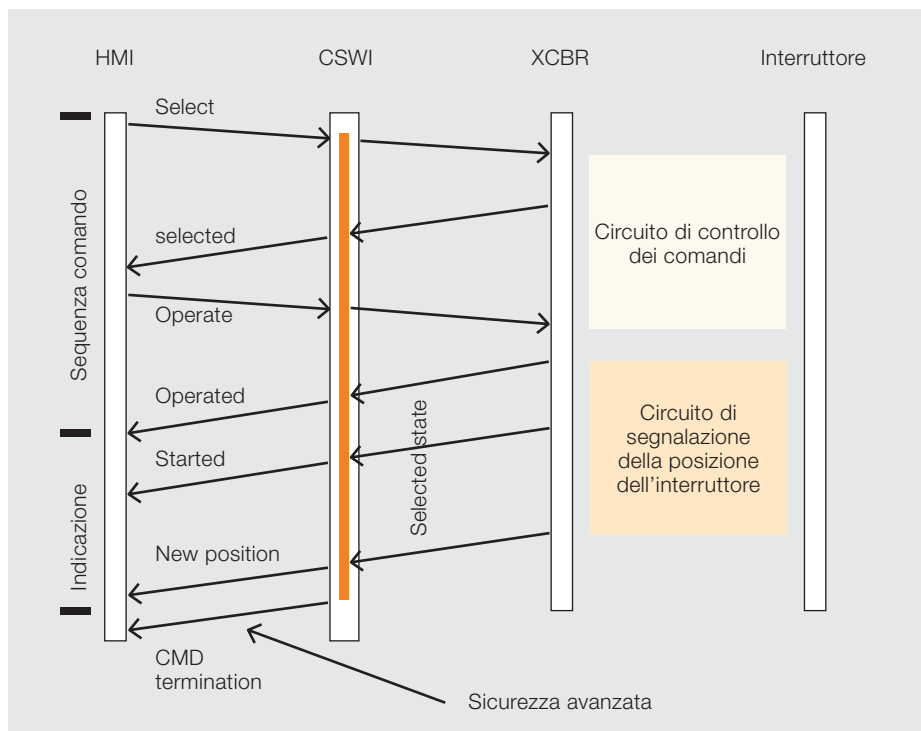 HMI
CSWI
XCBR
Interruttore
Select
selected
Operate
Operated
Started
New position
CMD
termination
Sequenza comando
Indicazione
Selected state
Circuito di controllo
dei comandi
Circuito di
segnalazione
della posizione
dell’interruttore
Sicurezza avanzata